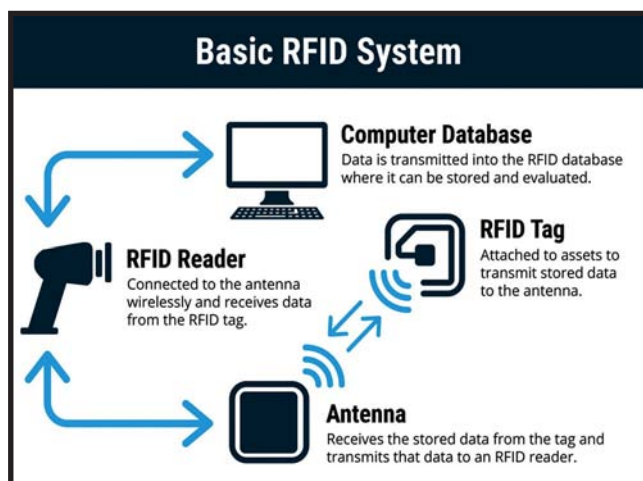 Basic RFID System
Computer Database
Data is transmitted into the RFID database
where it can be stored and evaluated.
RFID Tag
Attached to assets to
transmit stored data
to the antenna.
RFID Reader
Connected to the antenna
wirelessly and receives data
from the RFID tag.
Antenna
Receives the stored data from the tag and
transmits that data to an RFID reader.